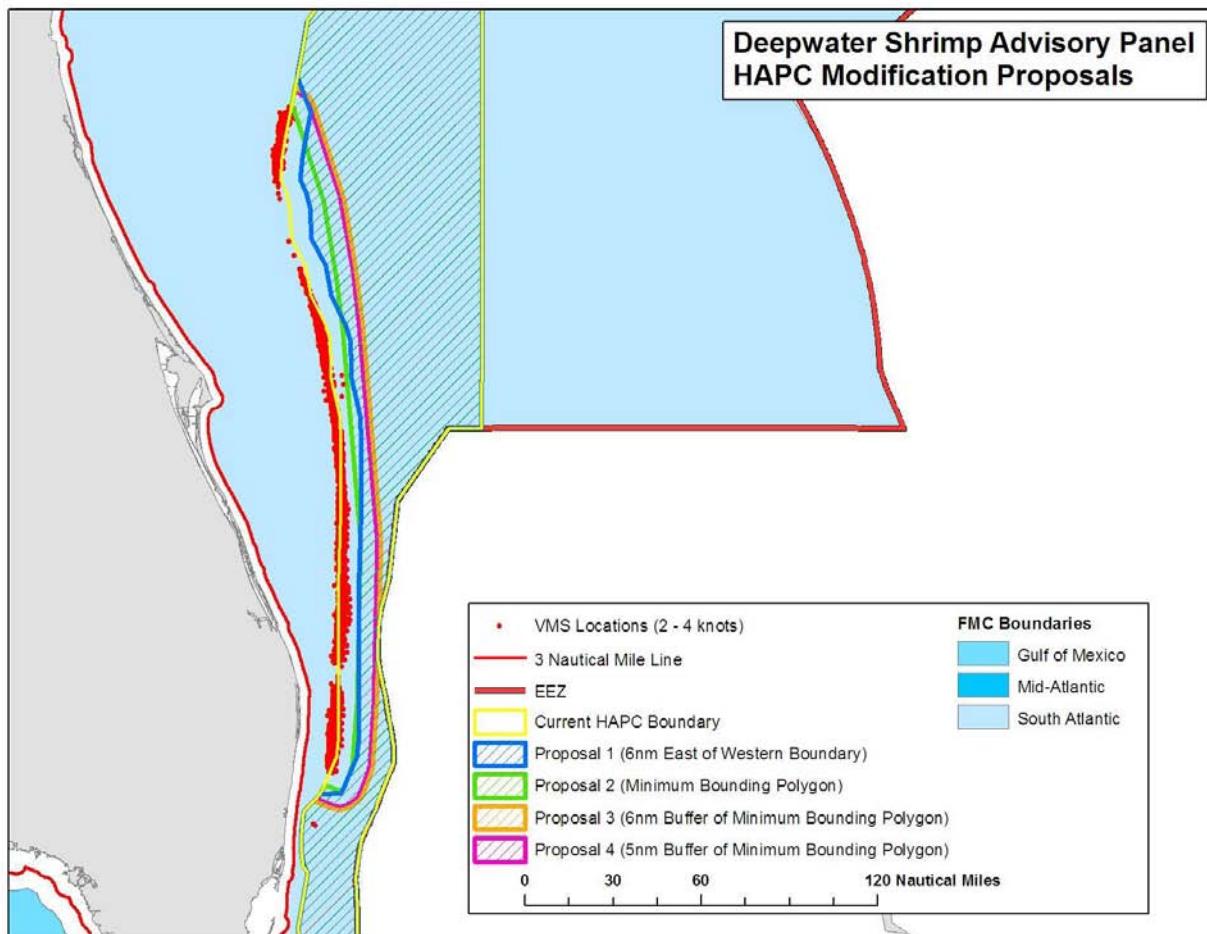 Deepwater Shrimp Advisory Panel
HAPC Modification Proposals
VMS Locations (2 - 4 knots)
3 Nautical Mile Line
EEZ
Current HAPC Boundary
Proposal 1 (6nm East of Western Boundary)
Proposal 2 (Minimum Bounding Polygon)
Proposal 3 (6nm Buffer of Minimum Bounding Polygon)
Proposal 4 (5nm Buffer of Minimum Bounding Polygon)
FMC Boundaries
Gulf of Mexico
Mid-Atlantic
South Atlantic
0 30 60 120 Nautical Miles